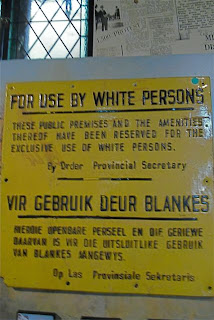 FOR USE BY WHITE PERSONS
THESE PUBLIC PREMISES AND THE AMENITIES
THEREOF HAVE BEEN RESERVED FOR THE
EXCLUSIVE USE OF WHITE PERSONS.
By Order Provincial Secretary
VIR GEBRUIK DEUR BLANKES
HIERDIE OPENBARE PERSEEL EN DIE GERIEWE
DAARVAN IS VIR DIE UITSLUITLIKE GEBRUIK
VAN BLANKES AANGEWYS.
Op Las Provinsiale Sekretaris